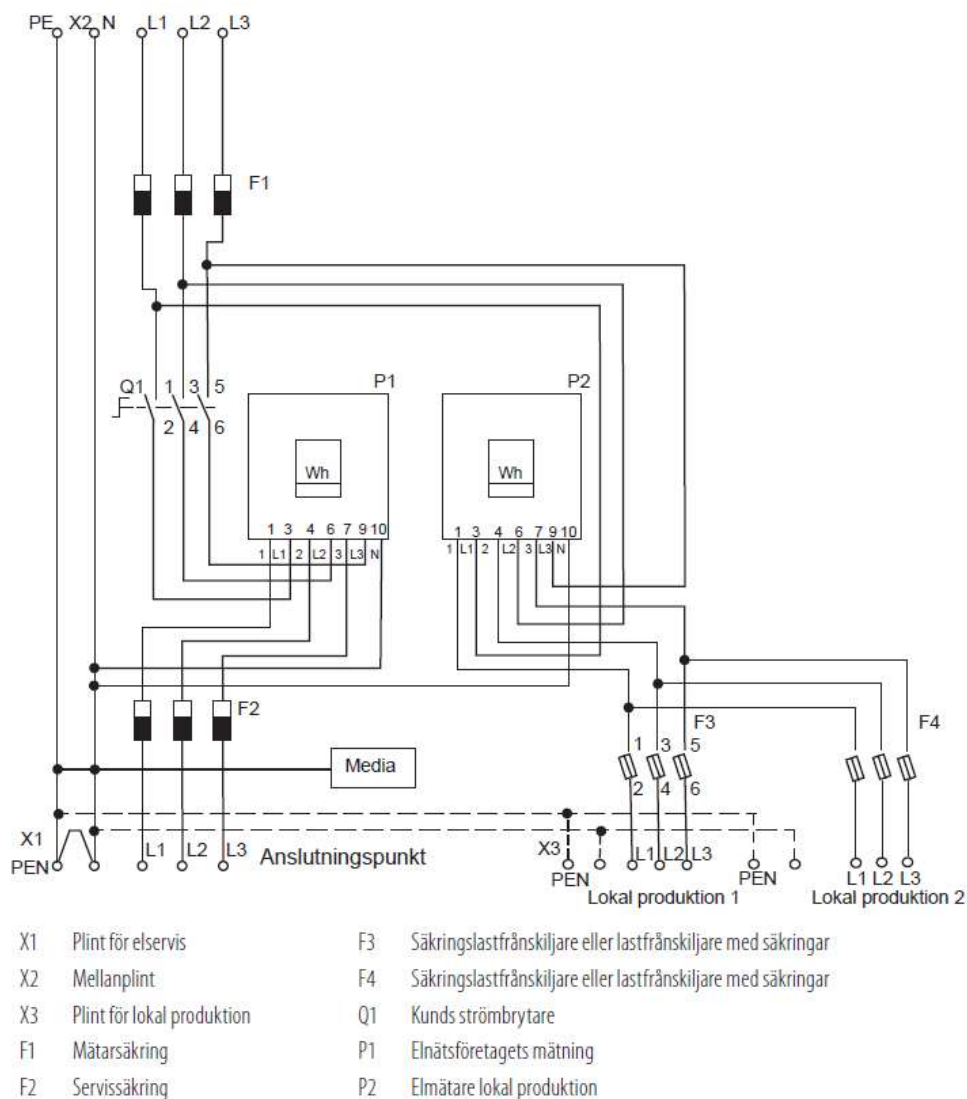 PE X2 N L1 L2 L3
F1
Q1 1 3 5
2 4 6
P1
P2
Wh
Wh
1 3 4 6 7 9 10
1 L1 2 L2 3 L3 N
1 3 4 6 7 9 10
1 L1 2 L2 3 L3 N
F2
F3
F4
1 3 5
2 4 6
Media
X1
PEN
L1 L2 L3
Anslutningspunkt
X3
PEN
L1 L2 L3
PEN
Lokal produktion 1
L1 L2 L3
Lokal produktion 2
X1 Plint för elservis
X2 Mellanplint
X3 Plint för lokal produktion
F1 Mätarsäkring
F2 Servissäkring
F3 Säkringslastfrånskiljare eller lastfrånskiljare med säkringar
F4 Säkringslastfrånskiljare eller lastfrånskiljare med säkringar
Q1 Kunds strömbrytare
P1 Elnätsföretagets mätning
P2 Elmätare lokal produktion